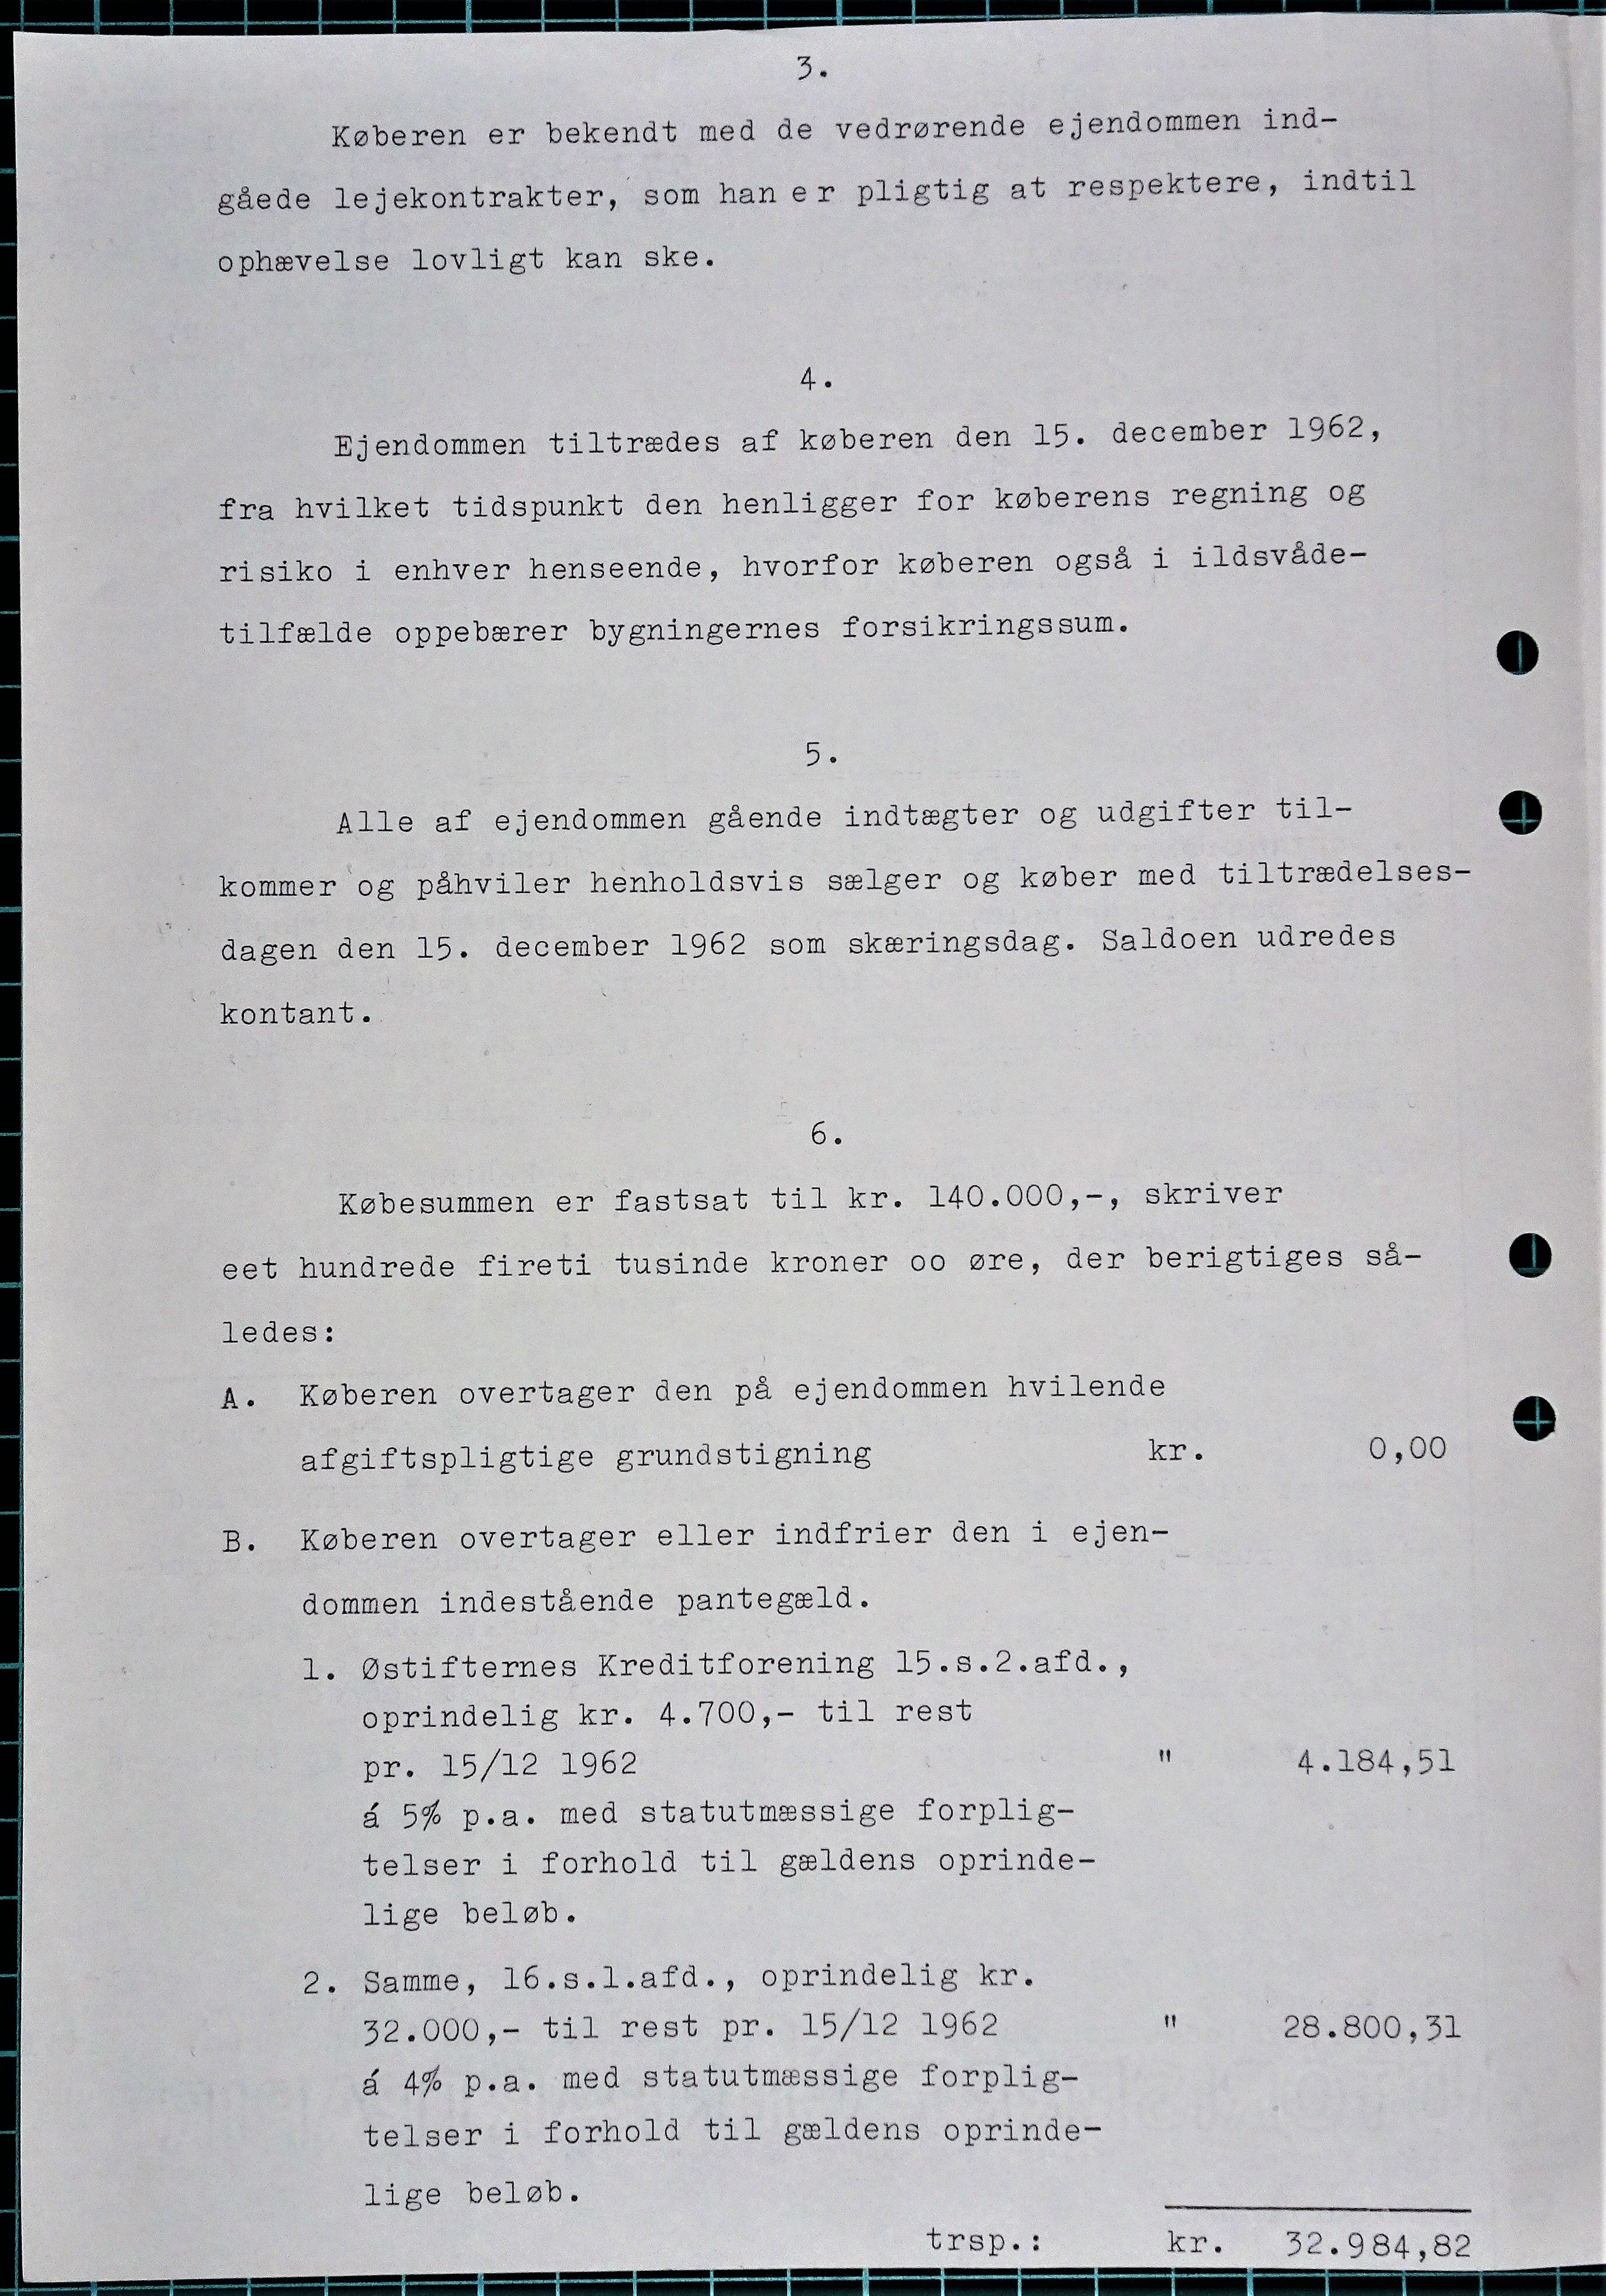 3.
Køberen er bekendt med de vedrørende ejendommen ind-
gåede lejekontrakter, som han er pligtig at respektere, indtil
ophævelse lovligt kan ske.
4.
Ejendommen tiltrædes af køberen den 15. december 1962,
fra hvilket tidspunkt den henligger for køberens regning og
risiko i enhver henseende, hvorfor køberen også i ildsvåde-
tilfælde oppebærer bygningernes forsikringssum.
5.
Alle af ejendommen gående indtægter og udgifter til-
kommer og påhviler henholdsvis sælger og køber med tiltrædelses-
dagen den 15. december 1962 som skæringsdag. Saldoen udredes
kontant.
6.
Købesummen er fastsat til kr. 140.000,-, skriver
eet hundrede fireti tusinde kroner oo øre, der berigtiges så-
ledes:
A. Køberen overtager den på ejendommen hvilende
afgiftspligtige grundstigning kr. 0,00
B. Køberen overtager eller indfrier den i ejen-
dommen indestående pantegæld.
1. Østifternes Kreditforening 15.s.2.afd.,
oprindelig kr. 4.700,- til rest
pr. 15/12 1962 " 4.184,51
á 5% p.a. med statutmæssige forplig-
telser i forhold til gældens oprinde-
lige beløb.
2. Samme, 16.s.1.afd., oprindelig kr.
32.000,- til rest pr. 15/12 1962 " 28.800,31
á 4% p.a. med statutmæssige forplig-
telser i forhold til gældens oprinde-
lige beløb.
trsp.: kr. 32.984,82